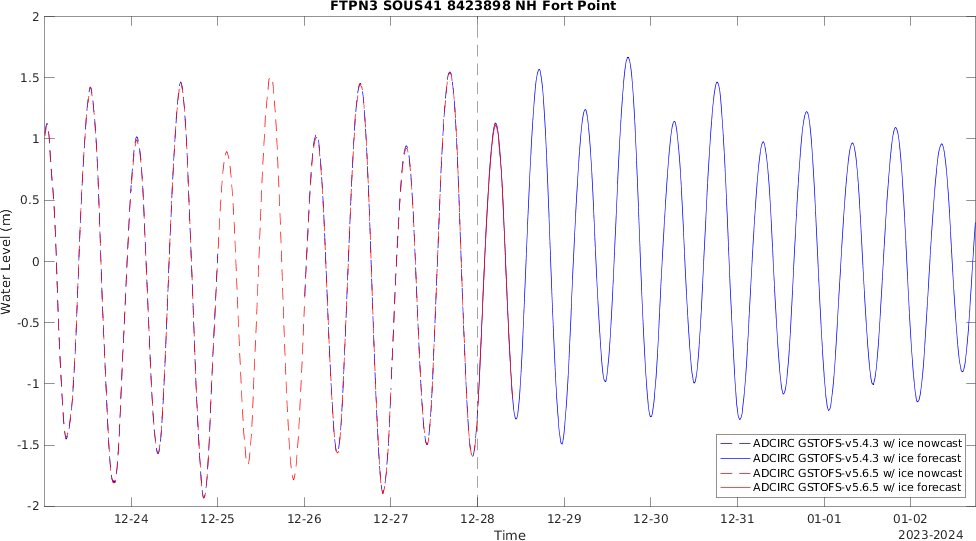 FTPN3 SOUS41 8423898 NH Fort Point
2
1.5
1
0.5
0
-0.5
-1
-1.5
-2
Water Level (m)
12-24 12-25 12-26 12-27 12-28 12-29 12-30 12-31 01-01 01-02
Time
2023-2024
ADCIRC GSTOFS-v5.4.3 w/ ice nowcast
ADCIRC GSTOFS-v5.4.3 w/ ice forecast
ADCIRC GSTOFS-v5.6.5 w/ ice nowcast
ADCIRC GSTOFS-v5.6.5 w/ ice forecast